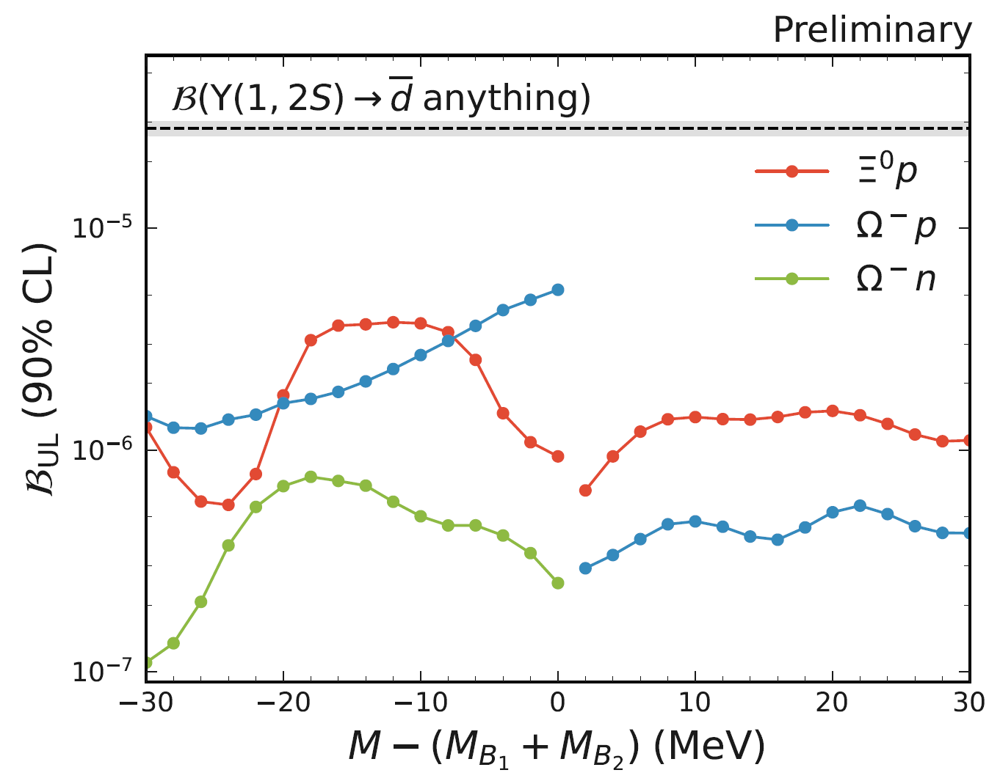 Preliminary
ℬ(Υ(1, 2S) → d̅ anything)
Ξ⁰p
Ω⁻p
Ω⁻n
10⁻⁵
10⁻⁶
10⁻⁷
ℬ_UL (90% CL)
−30 −20 −10 0 10 20 30
M − (M_B₁ + M_B₂) (MeV)